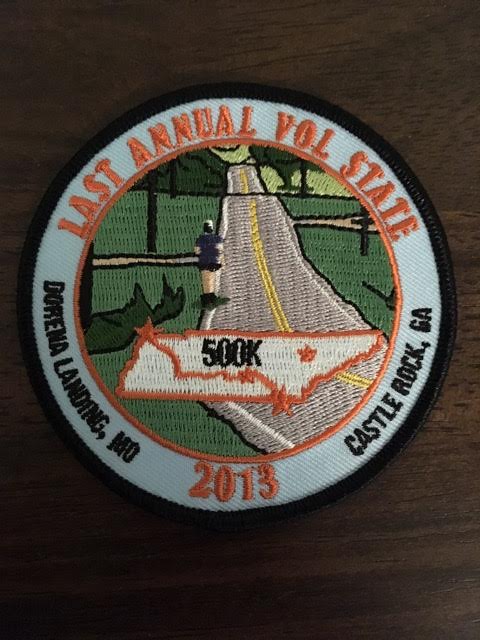 LAST ANNUAL VOL STATE
500K
DORENA LANDING, MO
CASTLE ROCK, GA
2013